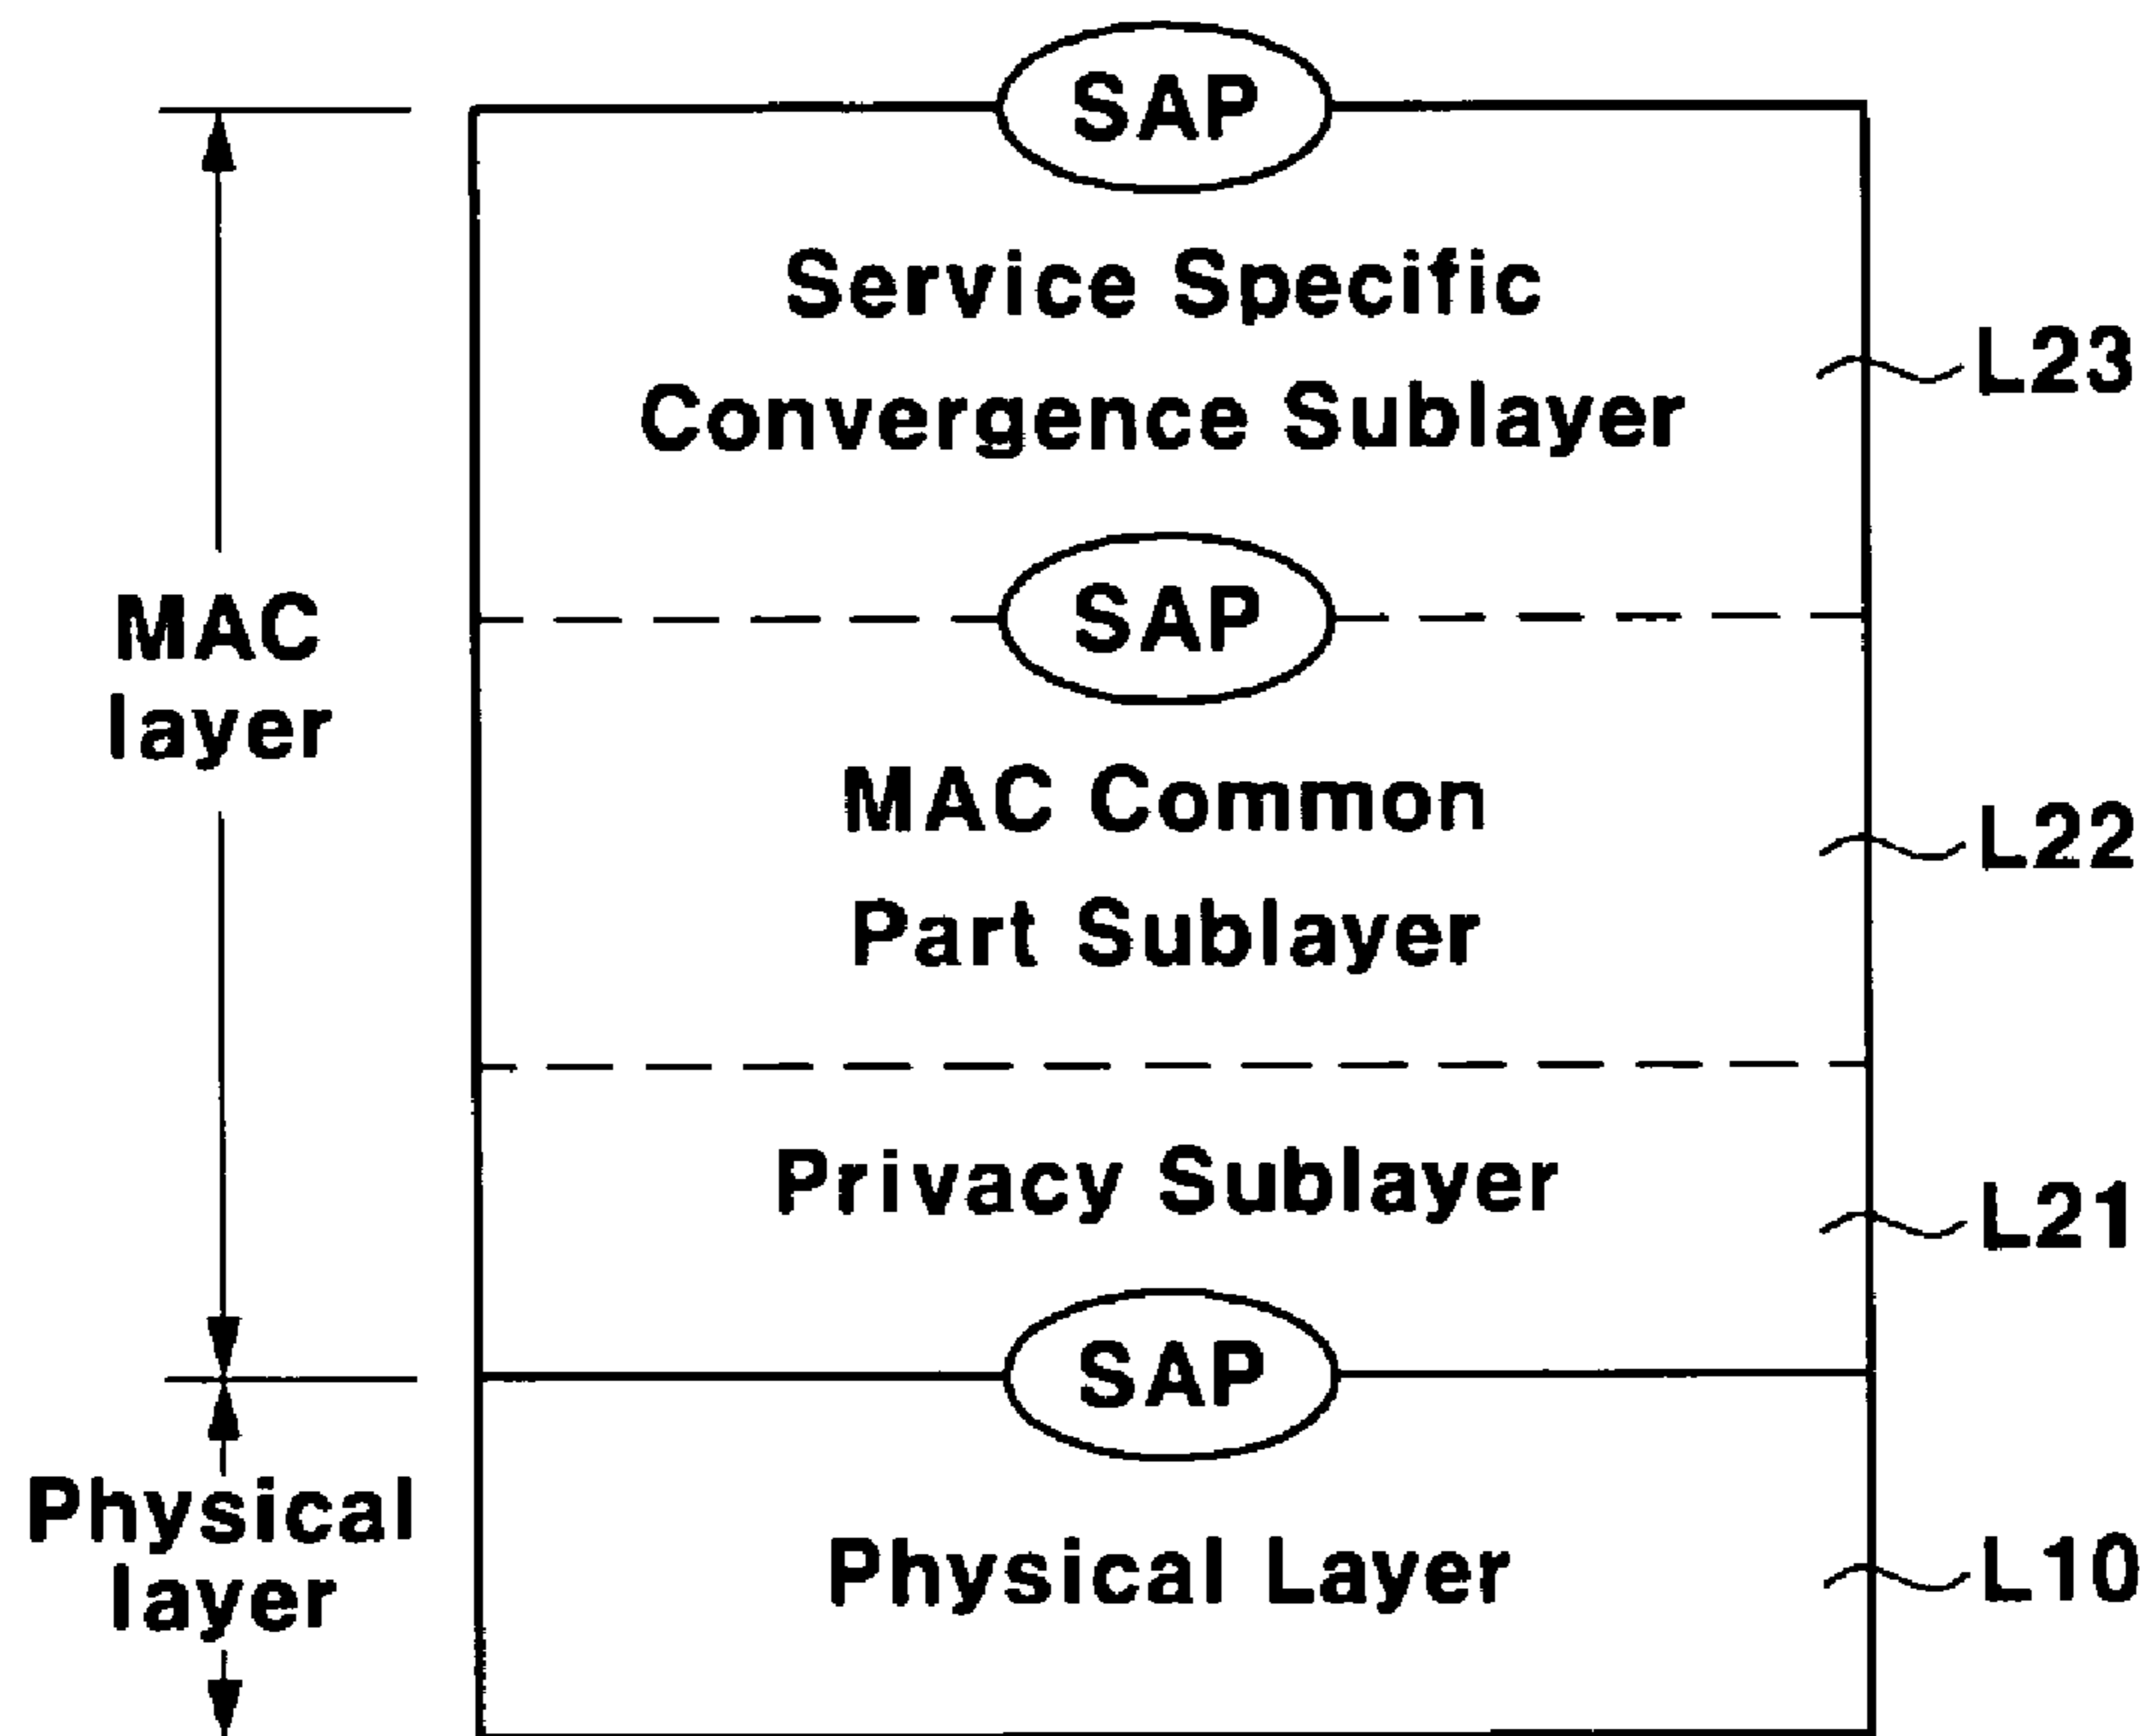 SAP
Service Specific
Convergence Sublayer
L23
SAP
MAC
layer
MAC Common
Part Sublayer
L22
Privacy Sublayer
L21
SAP
Physical
layer
Physical Layer
L10